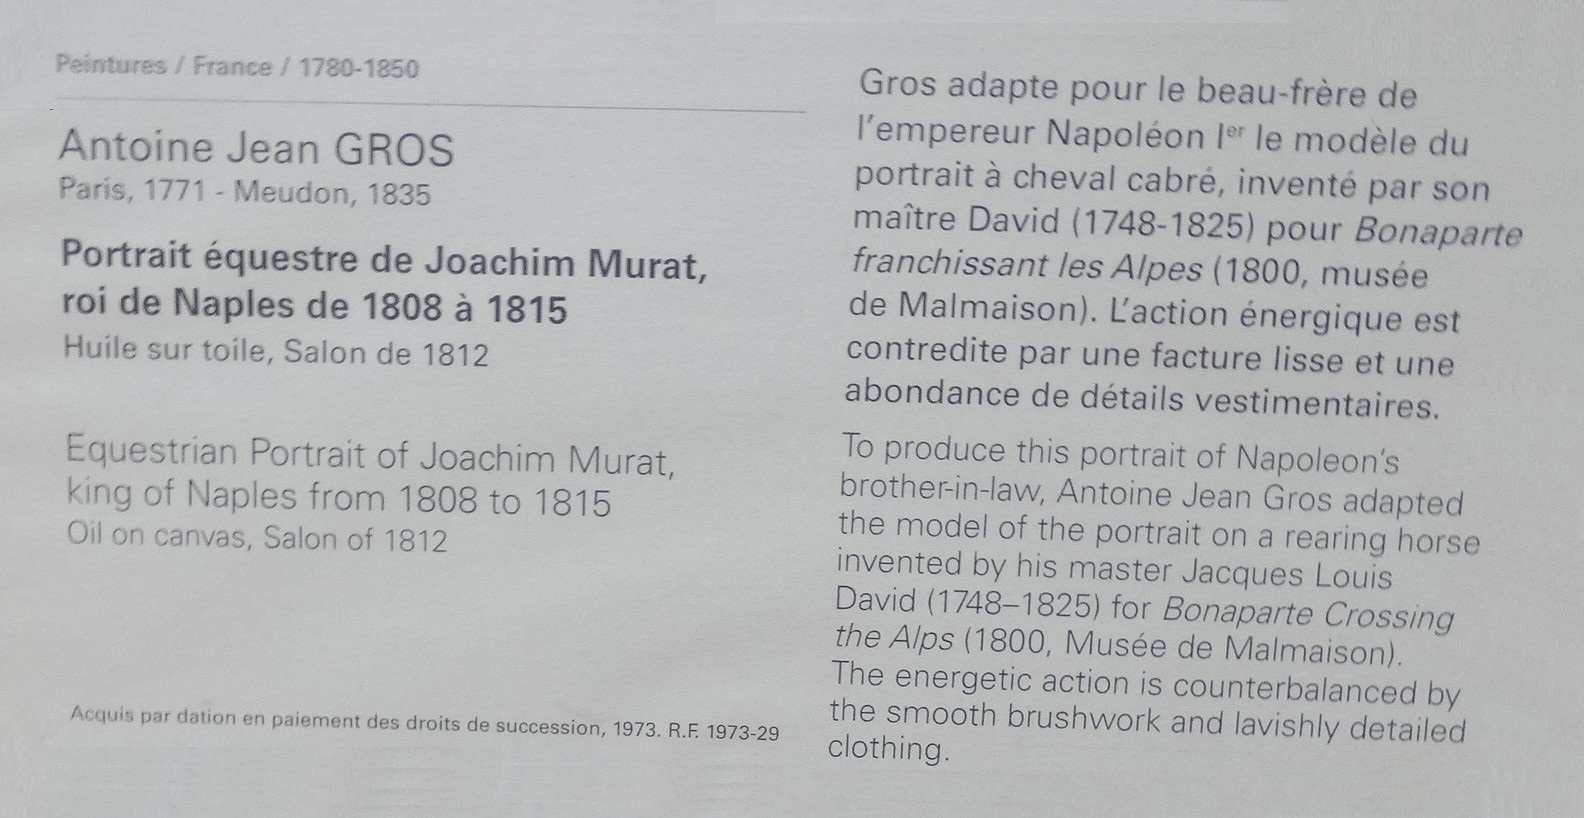 Peintures / France / 1780-1850
Antoine Jean GROS
Paris, 1771 - Meudon, 1835
Portrait équestre de Joachim Murat,
roi de Naples de 1808 à 1815
Huile sur toile, Salon de 1812
Equestrian Portrait of Joachim Murat,
king of Naples from 1808 to 1815
Oil on canvas, Salon of 1812
Acquis par dation en paiement des droits de succession, 1973. R.F. 1973-29
Gros adapte pour le beau-frère de
l'empereur Napoléon Ier le modèle du
portrait à cheval cabré, inventé par son
maître David (1748-1825) pour Bonaparte
franchissant les Alpes (1800, musée
de Malmaison). L'action énergique est
contredite par une facture lisse et une
abondance de détails vestimentaires.
To produce this portrait of Napoleon's
brother-in-law, Antoine Jean Gros adapted
the model of the portrait on a rearing horse
invented by his master Jacques Louis
David (1748–1825) for Bonaparte Crossing
the Alps (1800, Musée de Malmaison).
The energetic action is counterbalanced by
the smooth brushwork and lavishly detailed
clothing.